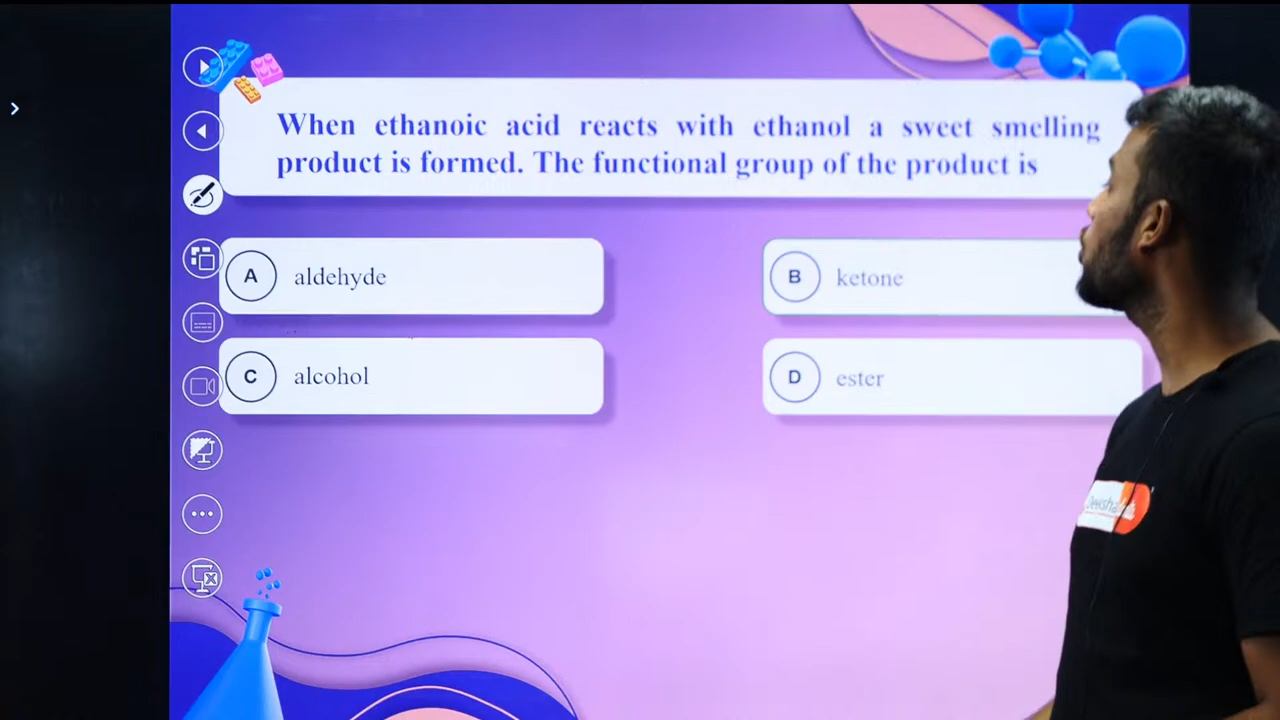 When ethanoic acid reacts with ethanol a sweet smelling
product is formed. The functional group of the product is
A aldehyde
B ketone
C alcohol
D ester